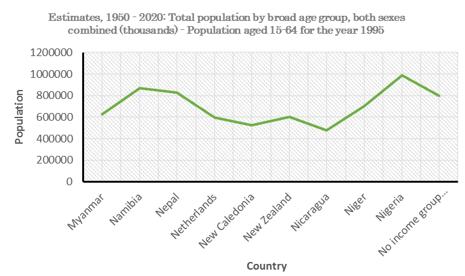 Estimates, 1950 - 2020: Total population by broad age group, both sexes
combined (thousands) - Population aged 15-64 for the year 1995
1200000
1000000
800000
600000
400000
200000
0
Population
Myanmar
Namibia
Nepal
Netherlands
New Caledonia
New Zealand
Nicaragua
Niger
Nigeria
No income group...
Country